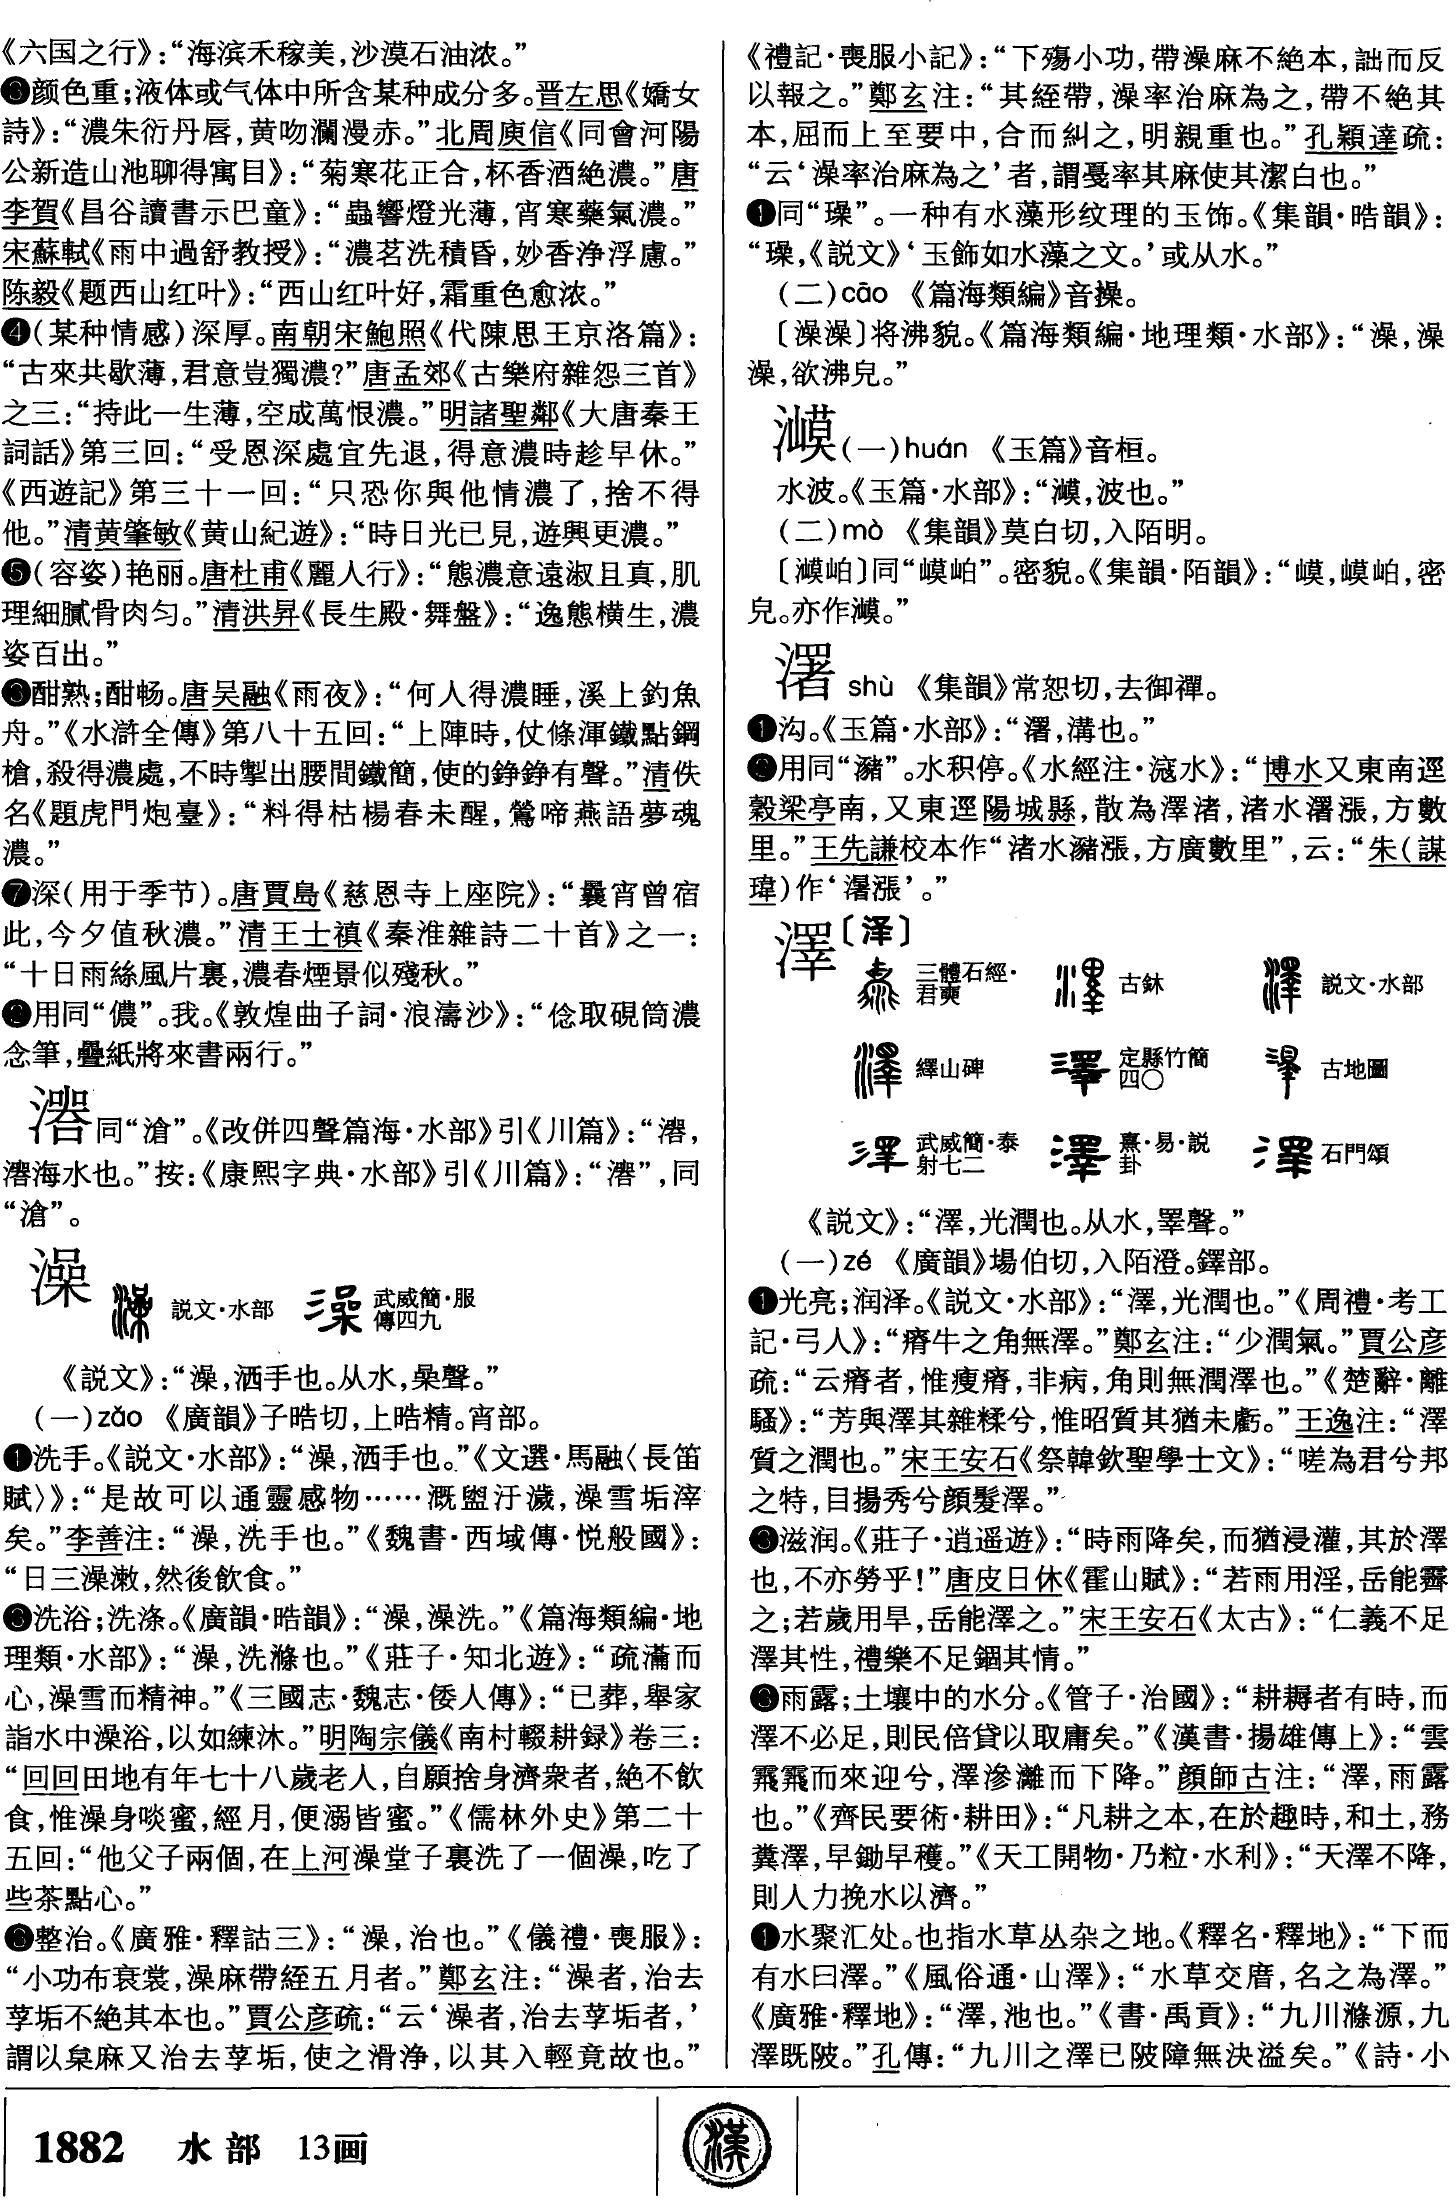 《六国之行》：“海滨禾稼美，沙漠石油浓。”
❸颜色重；液体或气体中所含某种成分多。晋左思《嬌女
詩》：“濃朱衍丹唇，黄吻瀾漫赤。”北周庾信《同會河陽
公新造山池聊得寓目》：“菊寒花正合，杯香酒絶濃。”唐
李賀《昌谷讀書示巴童》：“蟲響燈光薄，宵寒藥氣濃。”
宋蘇軾《雨中過舒教授》：“濃茗洗積昏，妙香净浮慮。”
陈毅《题西山红叶》：“西山红叶好，霜重色愈浓。”
❹（某种情感）深厚。南朝宋鮑照《代陳思王京洛篇》：
“古來共歇薄，君意豈獨濃？”唐孟郊《古樂府雜怨三首》
之三：“持此一生薄，空成萬恨濃。”明諸聖鄰《大唐秦王
詞話》第三回：“受恩深處宜先退，得意濃時趁早休。”
《西遊記》第三十一回：“只恐你與他情濃了，捨不得
他。”清黄肇敏《黄山紀遊》：“時日光已見，遊興更濃。”
❺（容姿）艳丽。唐杜甫《麗人行》：“態濃意遠淑且真，肌
理細膩骨肉匀。”清洪昇《長生殿·舞盤》：“逸態横生，濃
姿百出。”
❻酣熟；酣畅。唐吴融《雨夜》：“何人得濃睡，溪上釣魚
舟。”《水滸全傳》第八十五回：“上陣時，仗條渾鐵點鋼
槍，殺得濃處，不時掣出腰間鐵簡，使的錚錚有聲。”清佚
名《題虎門炮臺》：“料得枯楊春未醒，鶯啼燕語夢魂
濃。”
❼深（用于季节）。唐賈島《慈恩寺上座院》：“曩宵曾宿
此，今夕值秋濃。”清王士禛《秦淮雜詩二十首》之一：
“十日雨絲風片裏，濃春煙景似殘秋。”
❽用同“儂”。我。《敦煌曲子詞·浪濤沙》：“惗取硯筒濃
念筆，疊紙將來書兩行。”
同“滄”。《改併四聲篇海·水部》引《川篇》：“
海水也。”按：《康熙字典·水部》引《川篇》：“”，同
“滄”。
澡 説文·水部 武威簡·服傳四九
《説文》：“澡，洒手也。从水，喿聲。”
（一）zǎo 《廣韻》子晧切，上晧精。宵部。
❶洗手。《説文·水部》：“澡，洒手也。”《文選·馬融〈長笛
賦〉》：“是故可以通靈感物……溉盥汙濊，澡雪垢滓
矣。”李善注：“澡，洗手也。”《魏書·西域傳·悦般國》：
“日三澡漱，然後飲食。”
❷洗浴；洗涤。《廣韻·晧韻》：“澡，澡洗。”《篇海類編·地
理類·水部》：“澡，洗滌也。”《莊子·知北遊》：“疏瀹而
心，澡雪而精神。”《三國志·魏志·倭人傳》：“已葬，舉家
詣水中澡浴，以如練沐。”明陶宗儀《南村輟耕録》卷三：
“回回田地有年七十八歲老人，自願捨身濟衆者，絶不飲
食，惟澡身啖蜜，經月，便溺皆蜜。”《儒林外史》第二十
五回：“他父子兩個，在上河澡堂子裏洗了一個澡，吃了
些茶點心。”
❸整治。《廣雅·釋詁三》：“澡，治也。”《儀禮·喪服》：
“小功布衰裳，澡麻帶絰五月者。”鄭玄注：“澡者，治去
莩垢不絶其本也。”賈公彦疏：“云‘澡者，治去莩垢者，’
謂以枲麻又治去莩垢，使之滑净，以其入輕竟故也。”
《禮記·喪服小記》：“下殤小功，帶澡麻不絶本，詘而反
以報之。”鄭玄注：“其絰帶，澡率治麻為之，帶不絶其
本，屈而上至要中，合而糾之，明親重也。”孔穎達疏：
“云‘澡率治麻為之’者，謂戞率其麻使其潔白也。”
❹同“璪”。一种有水藻形纹理的玉饰。《集韻·晧韻》：
“璪，《説文》‘玉飾如水藻之文。’或从水。”
（二）cāo 《篇海類編》音操。
〔澡澡〕将沸貌。《篇海類編·地理類·水部》：“澡，澡
澡，欲沸皃。”
（一）huán 《玉篇》音桓。
水波。《玉篇·水部》：“波也。”
（二）mò 《集韻》莫白切，入陌明。
〔岶〕同“嗼岶”。密貌。《集韻·陌韻》：“密
皃。亦作。”
濐 shù 《集韻》常恕切，去御禪。
❶沟。《玉篇·水部》：“濐，溝也。”
❷用同“瀦”。水积停。《水經注·滱水》：“博水又東南逕
穀梁亭南，又東逕陽城縣，散為澤渚，渚水濐漲，方數
里。”王先謙校本作“渚水瀦漲，方廣數里”，云：“朱（謀
㙔）作‘濐漲’。”
澤〔泽〕
三體石經·君奭 古鉢 説文·水部
繹山碑 定縣竹簡四〇 古地圖
武威簡·泰射七二 熹·易·説卦 石門頌
《説文》：“澤，光潤也。从水，睪聲。”
（一）zé 《廣韻》場伯切，入陌澄。鐸部。
❶光亮；润泽。《説文·水部》：“澤，光潤也。”《周禮·考工
記·弓人》：“瘠牛之角無澤。”鄭玄注：“少潤氣。”賈公彦
疏：“云瘠者，惟瘦瘠，非病，角則無潤澤也。”《楚辭·離
騷》：“芳與澤其雜糅兮，惟昭質其猶未虧。”王逸注：“澤
質之潤也。”宋王安石《祭韓欽聖學士文》：“嗟為君兮邦
之特，目揚秀兮顔髮澤。”
❷滋润。《莊子·逍遥遊》：“時雨降矣，而猶浸灌，其於澤
也，不亦勞乎！”唐皮日休《霍山賦》：“若雨用淫，岳能霽
之；若歲用旱，岳能澤之。”宋王安石《太古》：“仁義不足
澤其性，禮樂不足錮其情。”
❸雨露；土壤中的水分。《管子·治國》：“耕耨者有時，而
澤不必足，則民倍貸以取庸矣。”《漢書·揚雄傳上》：“雲
霏霏而來迎兮，澤滲灕而下降。”顔師古注：“澤，雨露
也。”《齊民要術·耕田》：“凡耕之本，在於趣時，和土，務
糞澤，早鋤早穫。”《天工開物·乃粒·水利》：“天澤不降，
則人力挽水以濟。”
❹水聚汇处。也指水草丛杂之地。《釋名·釋地》：“下而
有水曰澤。”《風俗通·山澤》：“水草交厝，名之為澤。”
《廣雅·釋地》：“澤，池也。”《書·禹貢》：“九川滌源，九
澤既陂。”孔傳：“九川之澤已陂障無決溢矣。”《詩·小
1882 水部 13画
漢